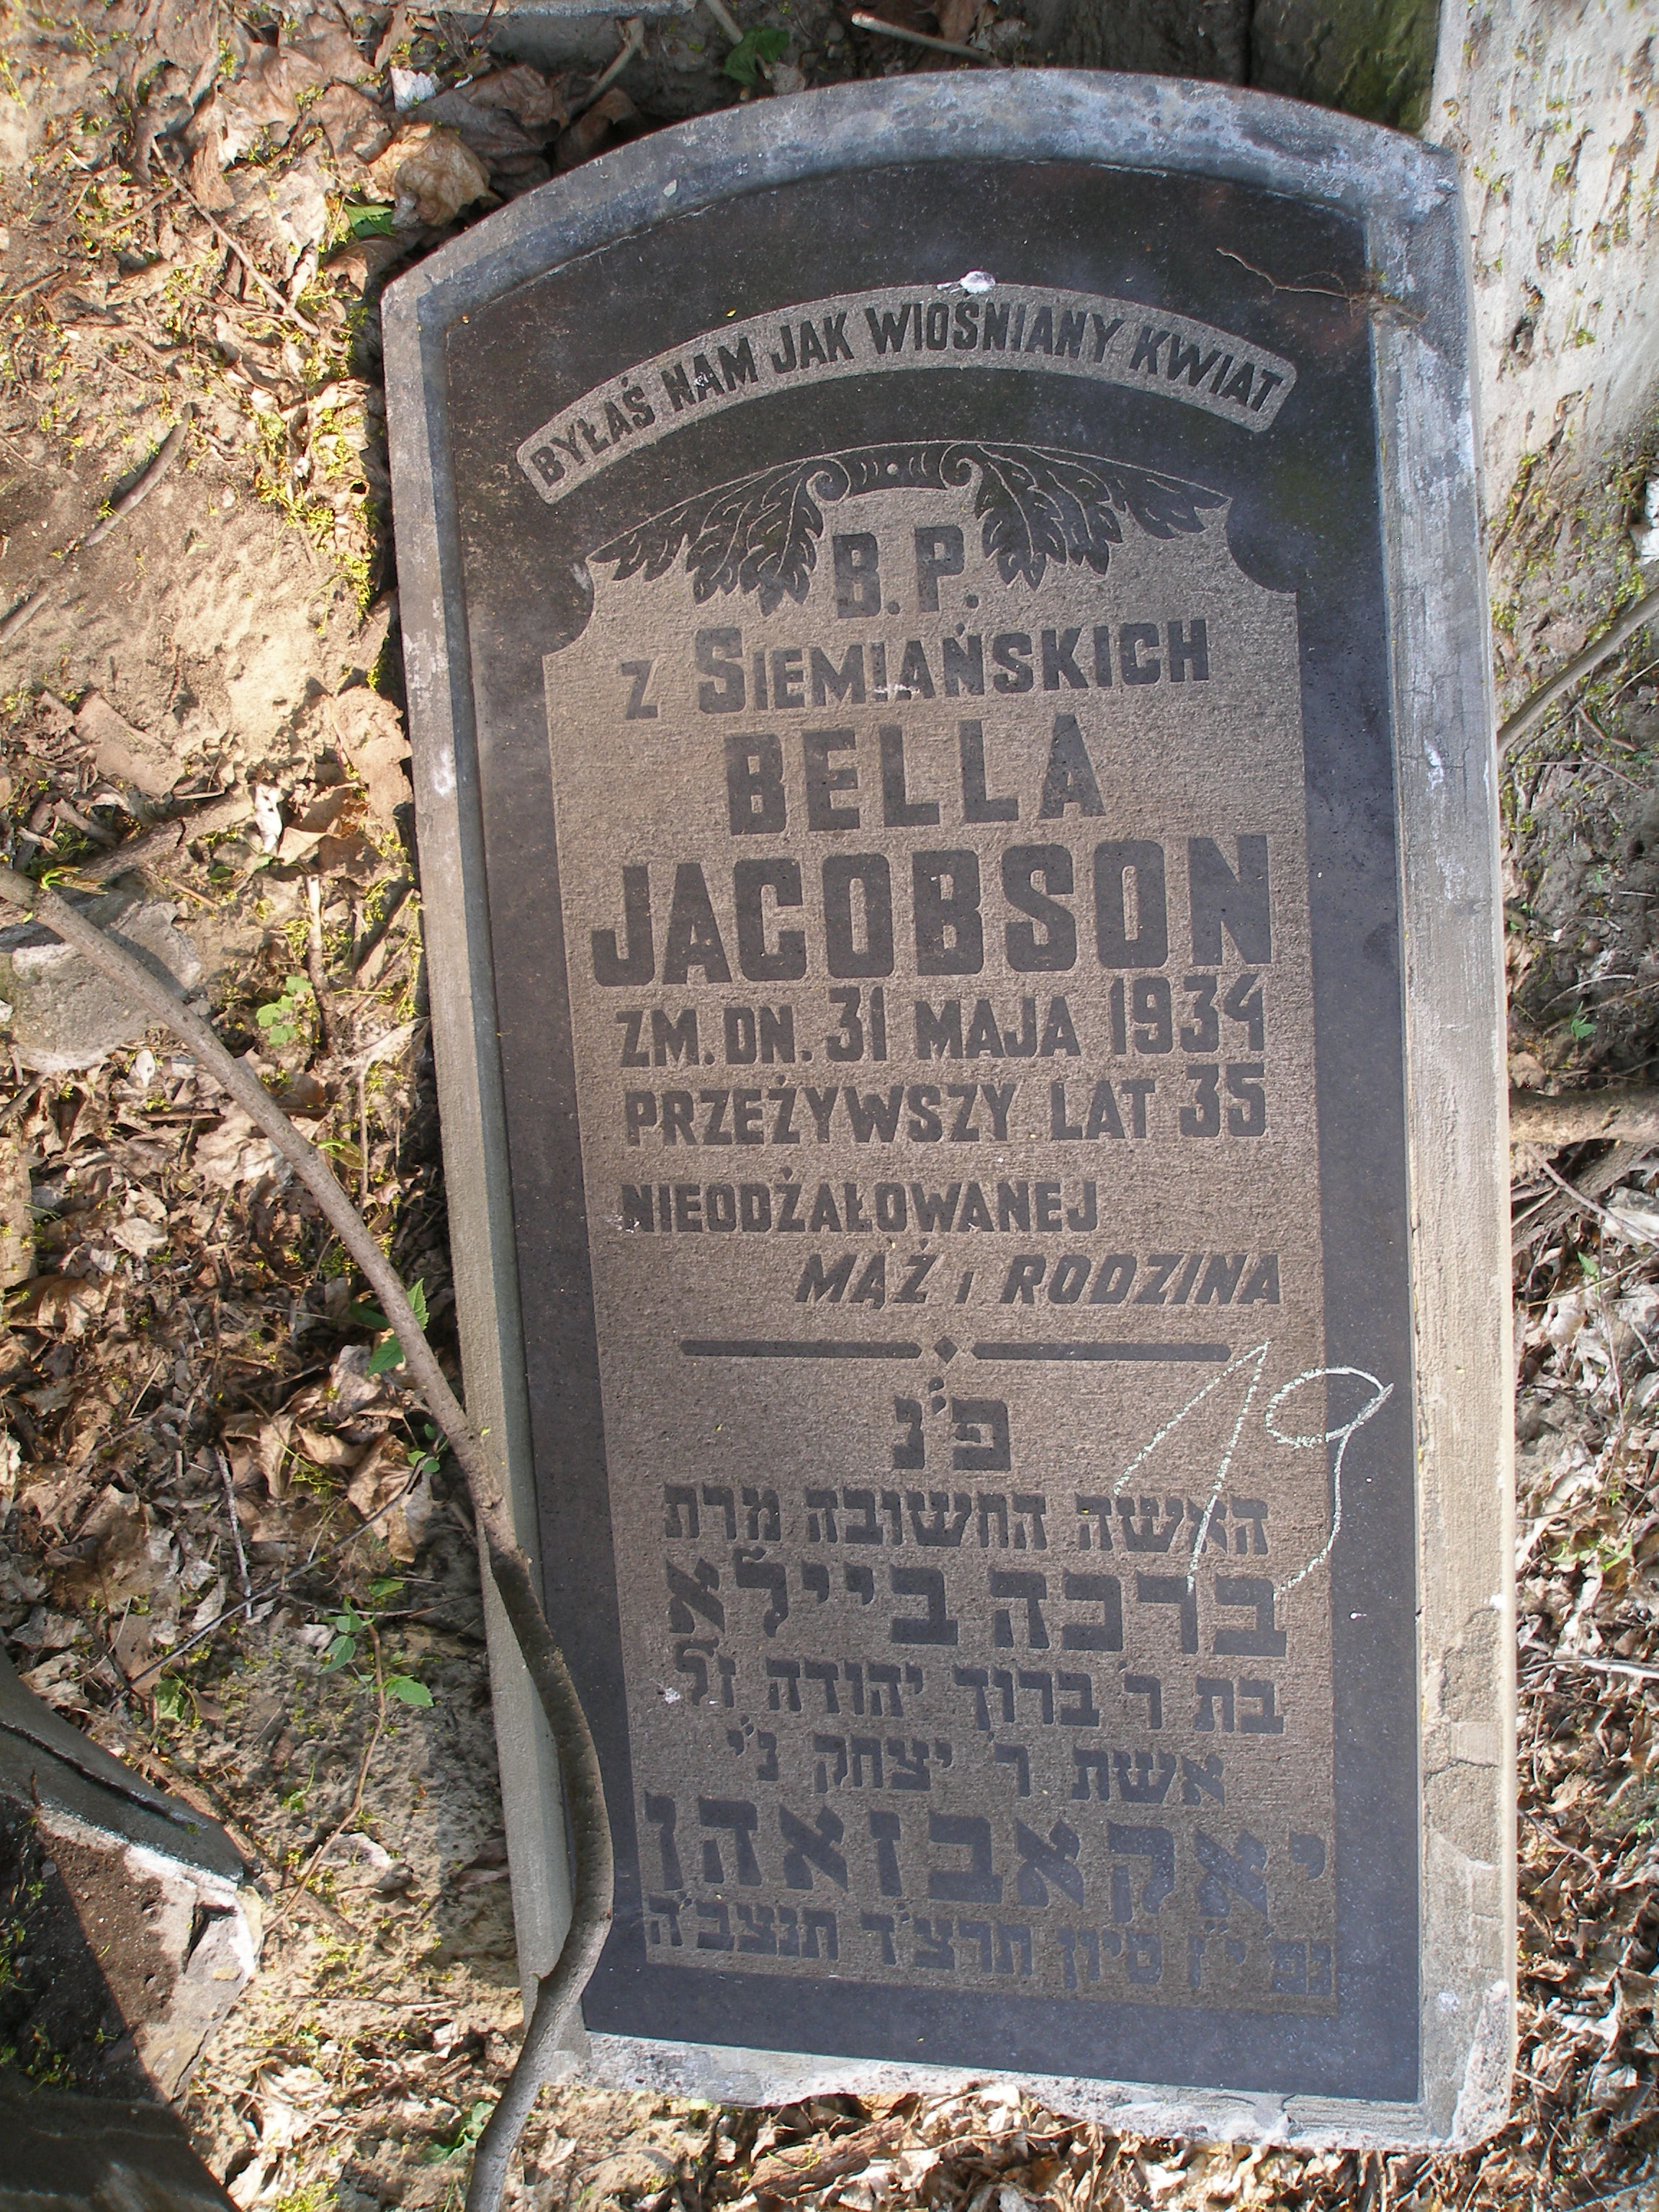 BYŁAŚ NAM JAK WIOŚNIANY KWIAT
B. P.
Z SIEMIAŃSKICH
BELLA
JACOBSON
ZM. DN. 31 MAJA 1934
PRZEŻYWSZY LAT 35
NIEODŻAŁOWANEJ
MĄŻ i RODZINA
פ'נ
19
האשה החשובה מרת
ברכה ביילא
בת ר' ברוך יהודה ז"ל
אשת ר' יצחק נ"י
יאקאבזאהן
נפ' י"ז סיון תרצ"ד תנצב"ה